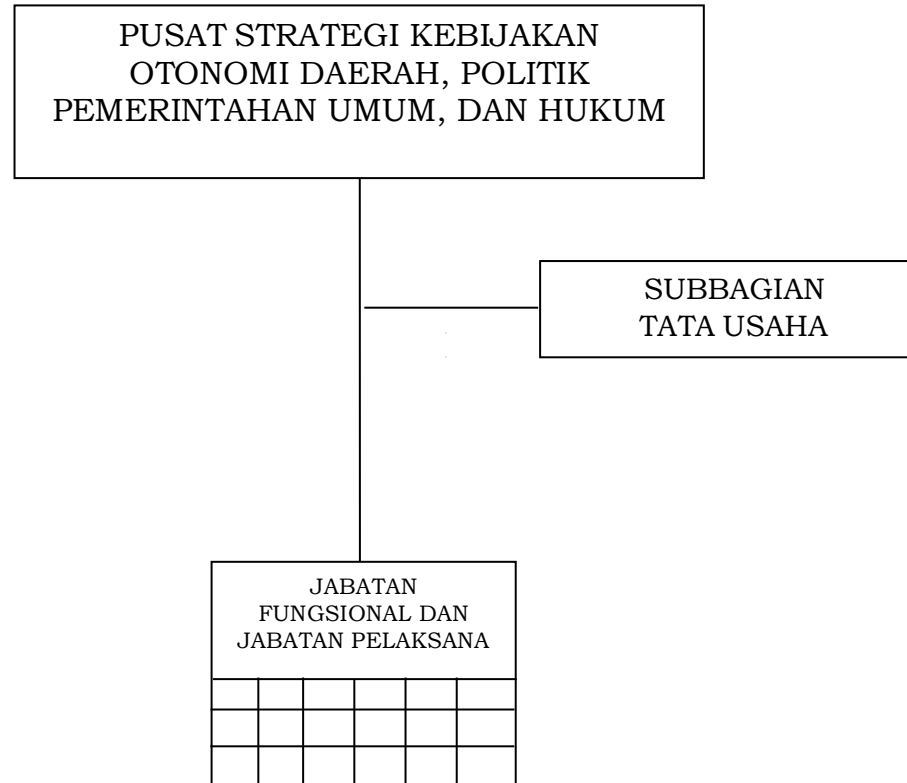 PUSAT STRATEGI KEBIJAKAN
OTONOMI DAERAH, POLITIK
PEMERINTAHAN UMUM, DAN HUKUM
SUBBAGIAN
TATA USAHA
JABATAN
FUNGSIONAL DAN
JABATAN PELAKSANA